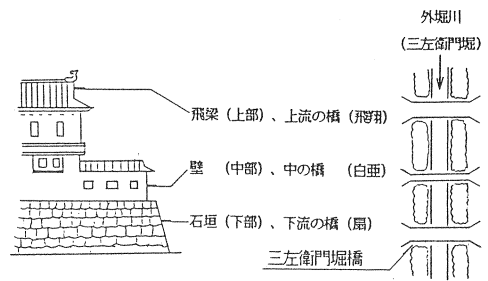 外堀川
(三左衛門堀)
飛梁(上部)、上流の橋(飛翔)
壁 (中部)、中の橋 (白亜)
石垣(下部)、下流の橋(扇)
三左衛門堀橋